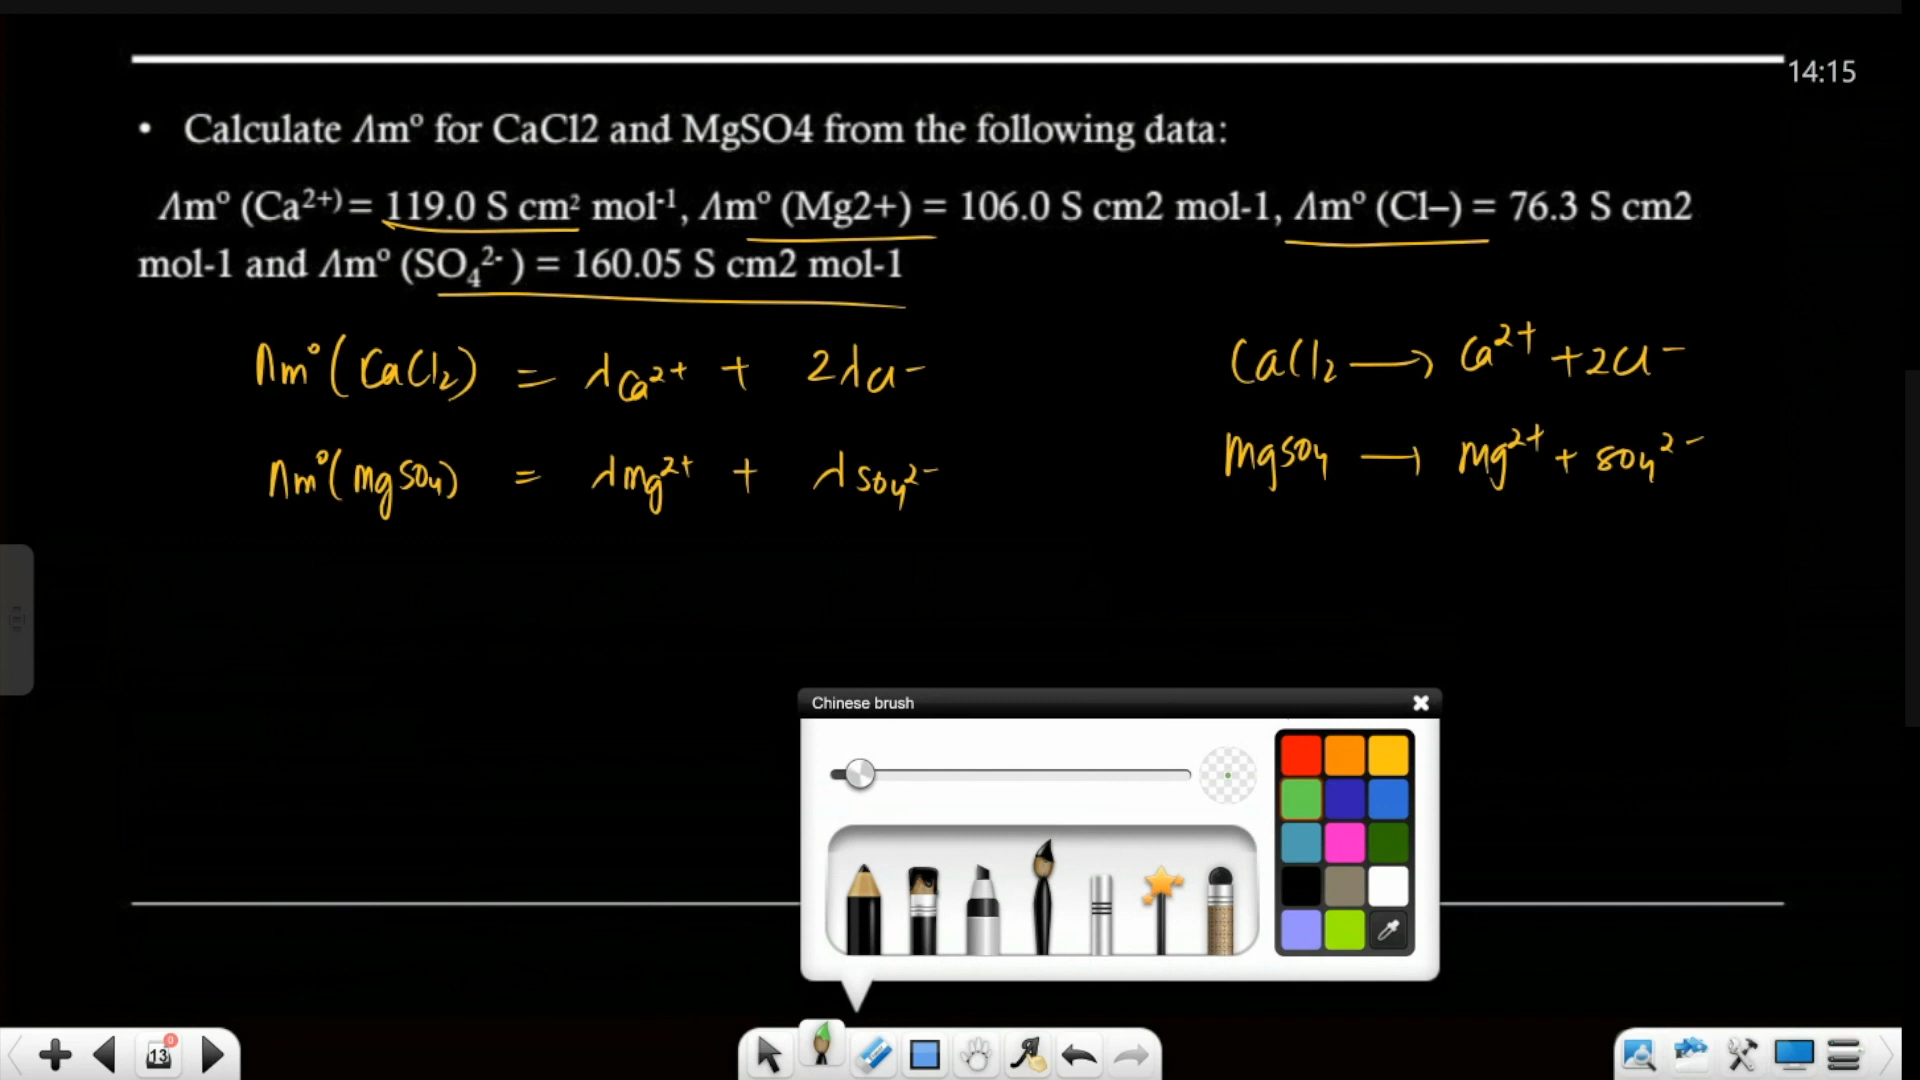 14:15
• Calculate Λm° for CaCl2 and MgSO4 from the following data:
Λm° (Ca²⁺⁾= 119.0 S cm² mol-¹, Λm° (Mg2+) = 106.0 S cm2 mol-1, Λm° (Cl–) = 76.3 S cm2
mol-1 and Λm° (SO₄²⁻ ) = 160.05 S cm2 mol-1
Λm°(CaCl₂) = λCa²⁺ + 2λCl⁻
CaCl₂ ⟶ Ca²⁺ + 2Cl⁻
Λm°(MgSO₄) = λMg²⁺ + λSO₄²⁻
MgSO₄ ⟶ Mg²⁺ + SO₄²⁻
Chinese brush
13
0